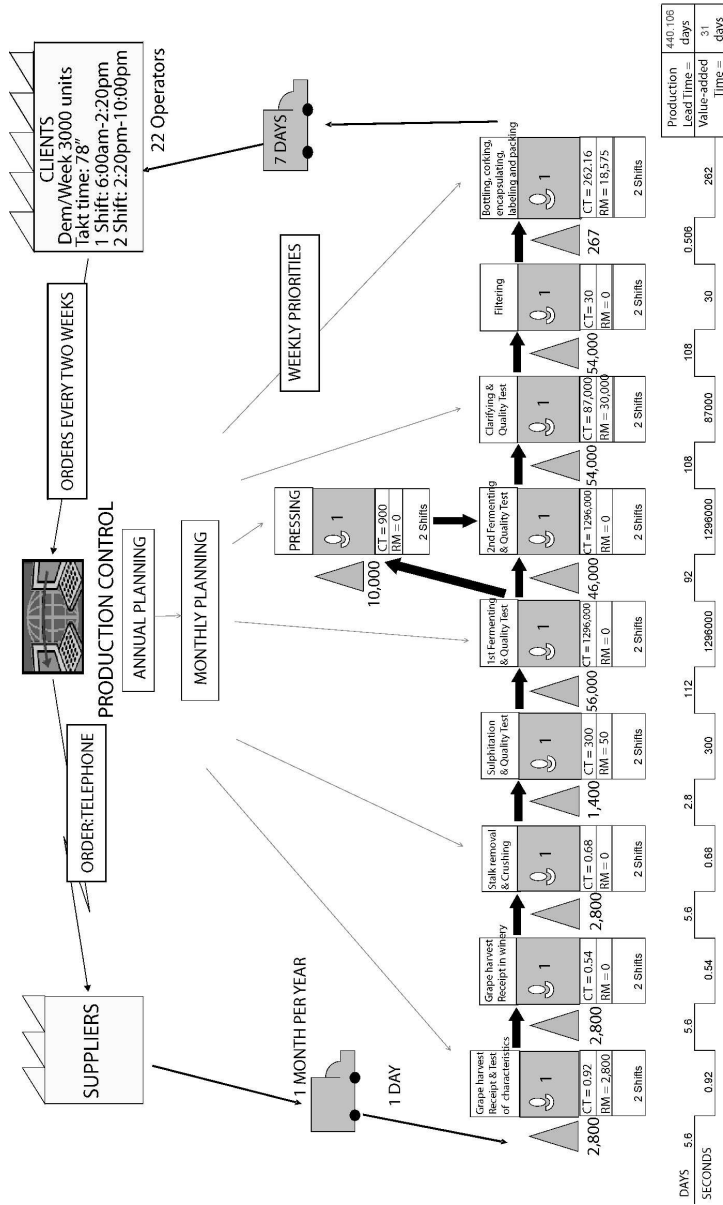 SUPPLIERS
ORDER:TELEPHONE
PRODUCTION CONTROL
ORDERS EVERY TWO WEEKS
CLIENTS
Dem/Week 3000 units
Takt time: 78"
1 Shift: 6:00am-2:20pm
2 Shift: 2:20pm-10:00pm
22 Operators
ANNUAL PLANNING
MONTHLY PLANNING
WEEKLY PRIORITIES
1 MONTH PER YEAR
1 DAY
7 DAYS
PRESSING
1
CT = 900
RM = 0
2 Shifts
10,000
2,800
Grape harvest
Receipt & Test
of characteristics
1
CT = 0.92
RM = 2,800
2 Shifts
2,800
Grape harvest
Receipt in winery
1
CT = 0.54
RM = 0
2 Shifts
2,800
Stalk removal
& Crushing
1
CT = 0.68
RM = 0
2 Shifts
1,400
Sulphitation
& Quality Test
1
CT = 300
RM = 50
2 Shifts
56,000
1st Fermenting
& Quality Test
1
CT = 1296,000
RM = 0
2 Shifts
46,000
2nd Fermenting
& Quality Test
1
CT = 1296,000
RM = 0
2 Shifts
54,000
Clarifying &
Quality Test
1
CT = 87,000
RM = 30,000
2 Shifts
54,000
Filtering
1
CT= 30
RM = 0
2 Shifts
267
Bottling, corking,
encapsulating,
labeling and packing
1
CT = 262.16
RM = 18,575
2 Shifts
DAYS 5.6 5.6 5.6 2.8 112 92 108 108 0.506
SECONDS 0.92 0.54 0.68 300 1296000 1296000 87000 30 262
Production
Lead Time =
440.106
days
Value-added
Time =
31
days